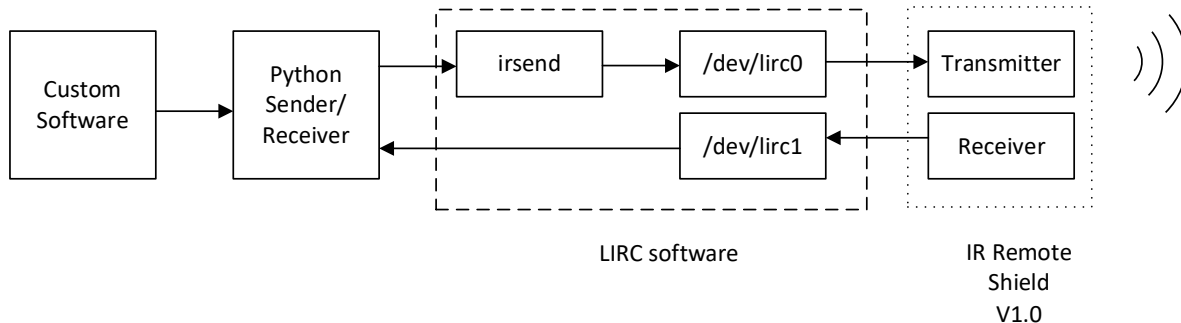 Custom
Software
Python
Sender/
Receiver
irsend
/dev/lirc0
Transmitter
/dev/lirc1
Receiver
LIRC software
IR Remote
Shield
V1.0